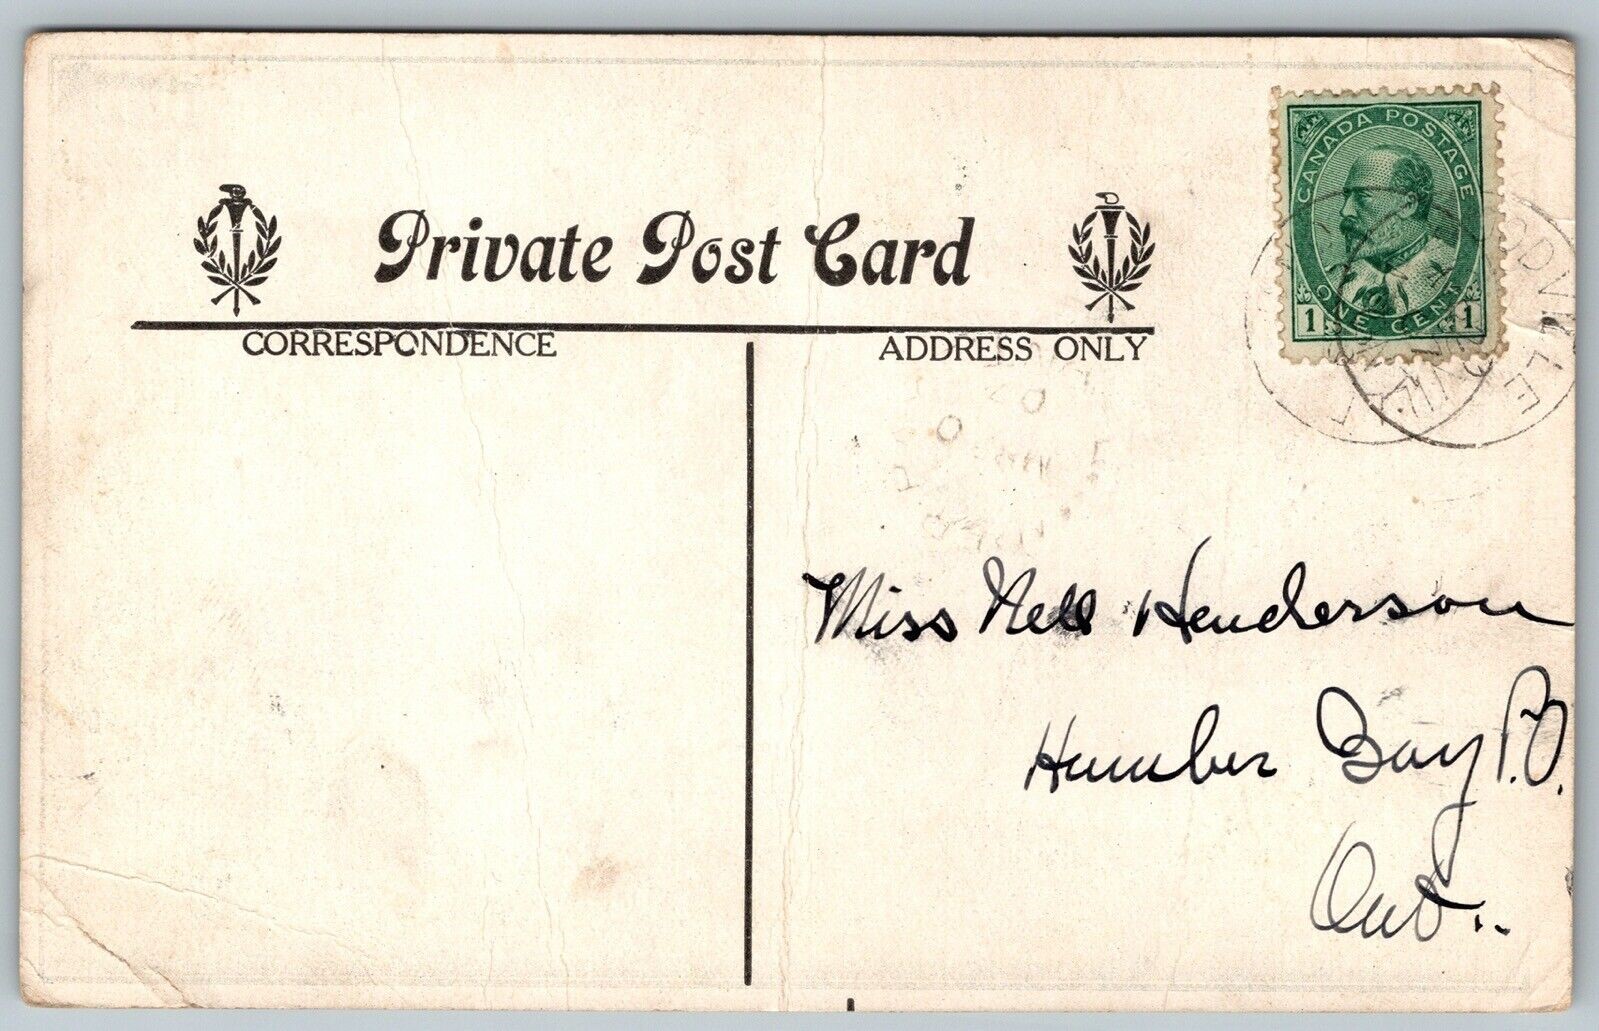 Private Post Card
CANADA POSTAGE
1 ONE CENT 1
CORRESPONDENCE
ADDRESS ONLY
Miss Nell Henderson
Humber Bay P.O.
Ont.